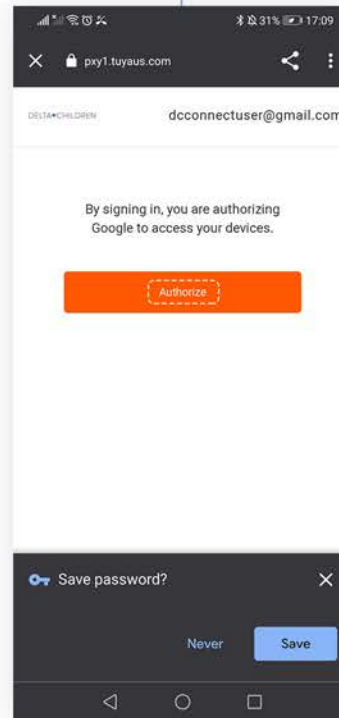 31% 17:09
pxy1.tuyaus.com
DELTA CHILDREN dcconnectuser@gmail.com
By signing in, you are authorizing
Google to access your devices.
Authorize
Save password?
Never Save